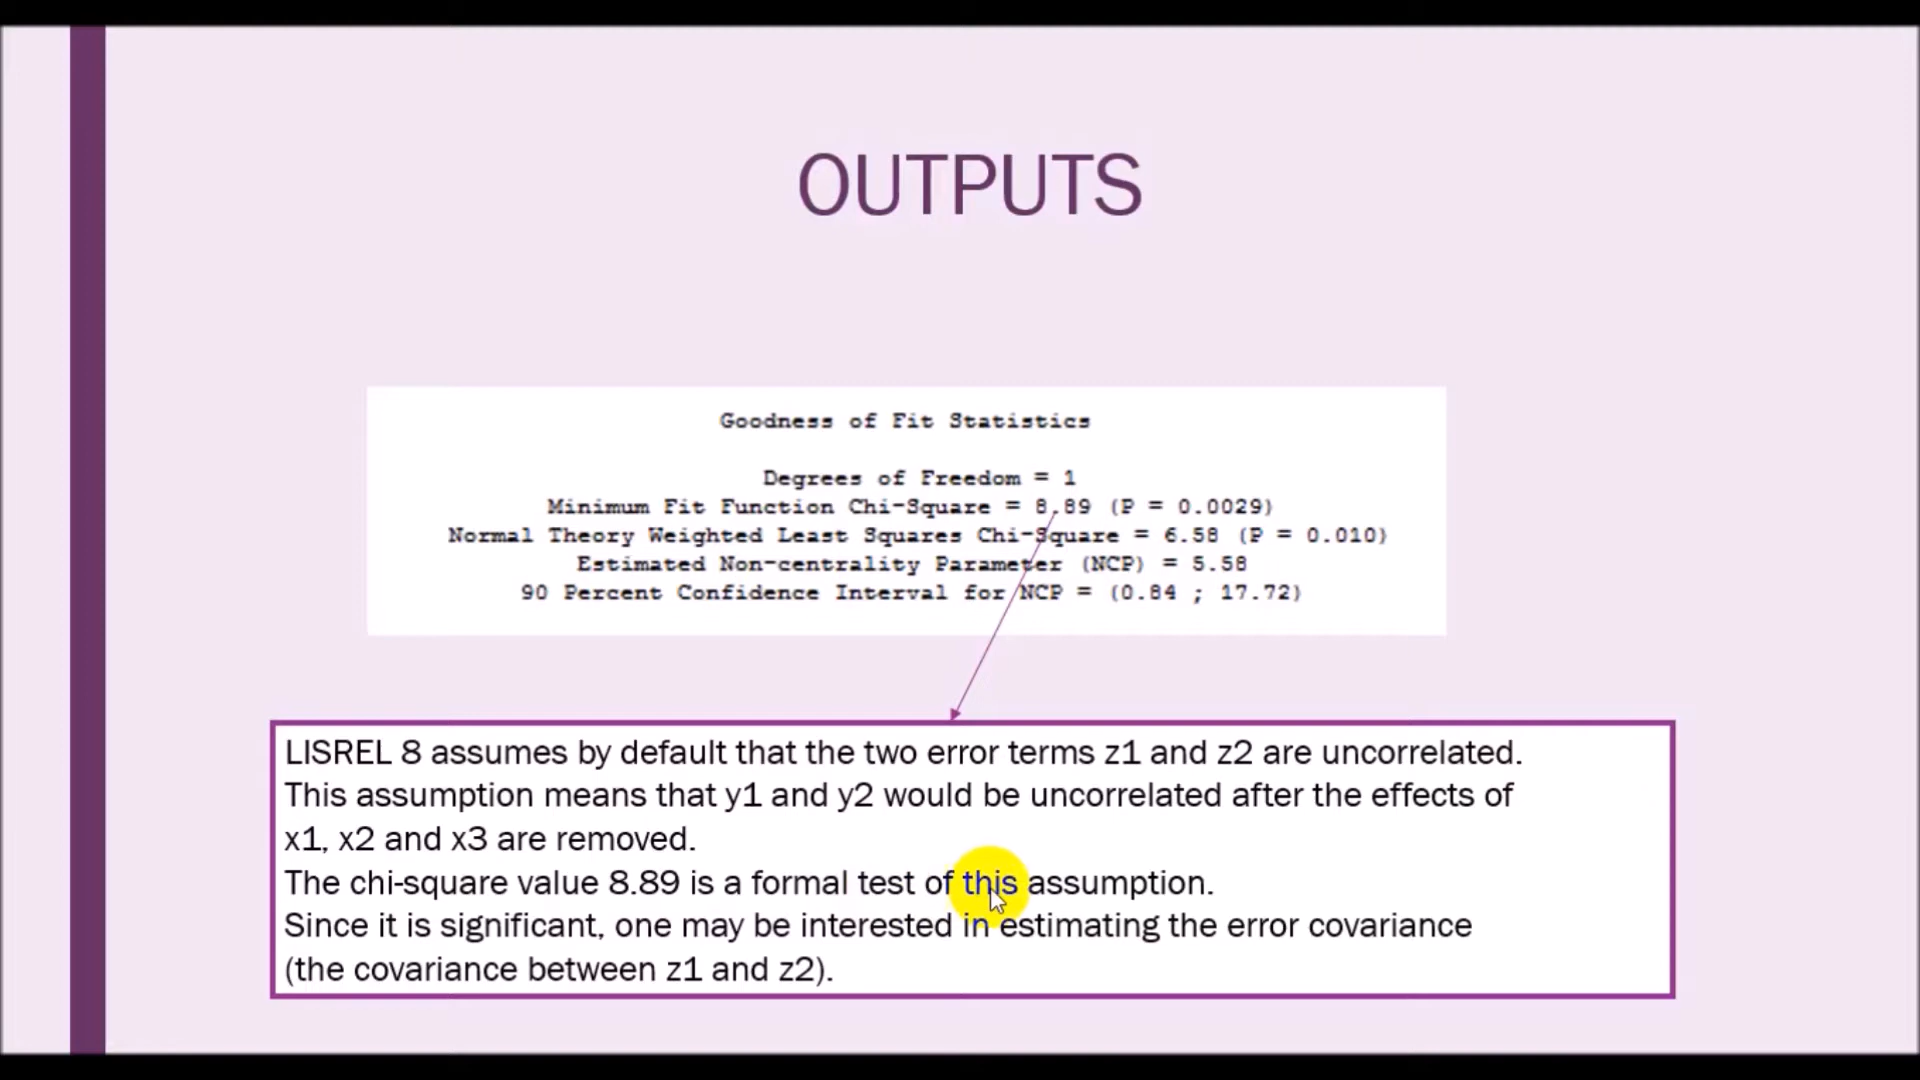 OUTPUTS
Goodness of Fit Statistics
Degrees of Freedom = 1
Minimum Fit Function Chi-Square = 8.89 (P = 0.0029)
Normal Theory Weighted Least Squares Chi-Square = 6.58 (P = 0.010)
Estimated Non-centrality Parameter (NCP) = 5.58
90 Percent Confidence Interval for NCP = (0.84 ; 17.72)
LISREL 8 assumes by default that the two error terms z1 and z2 are uncorrelated.
This assumption means that y1 and y2 would be uncorrelated after the effects of
x1, x2 and x3 are removed.
The chi-square value 8.89 is a formal test of this assumption.
Since it is significant, one may be interested in estimating the error covariance
(the covariance between z1 and z2).